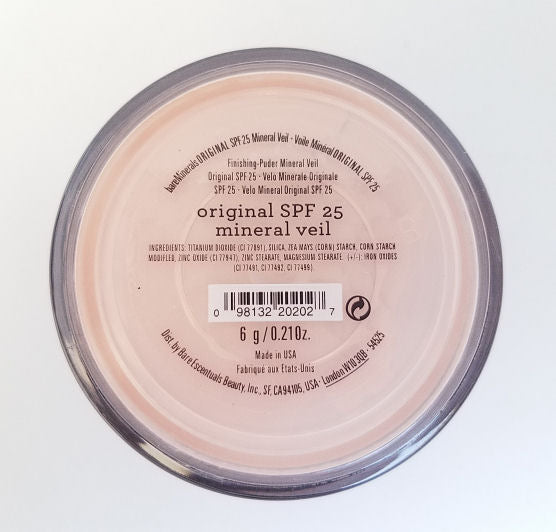 bareMinerals ORIGINAL SPF 25 Mineral Veil - Voile Minéral ORIGINAL SPF 25
Finishing-Puder Mineral Veil
Original SPF 25 - Velo Minerale Originale
SPF 25 - Velo Mineral Original SPF 25
original SPF 25
mineral veil
INGREDIENTS: TITANIUM DIOXIDE (CI 77891), SILICA, ZEA MAYS (CORN) STARCH, CORN STARCH
MODIFIED, ZINC OXIDE (CI 77947), ZINC STEARATE, MAGNESIUM STEARATE. (+/-): IRON OXIDES
(CI 77491, CI 77492, CI 77499).
0 98132 20202 7
6 g/0.21oz.
Made in USA
Fabriqué aux Etats-Unis
Dist. by Bare Escentuals Beauty, Inc., SF, CA 94105, USA · London W10 3QB · 54525